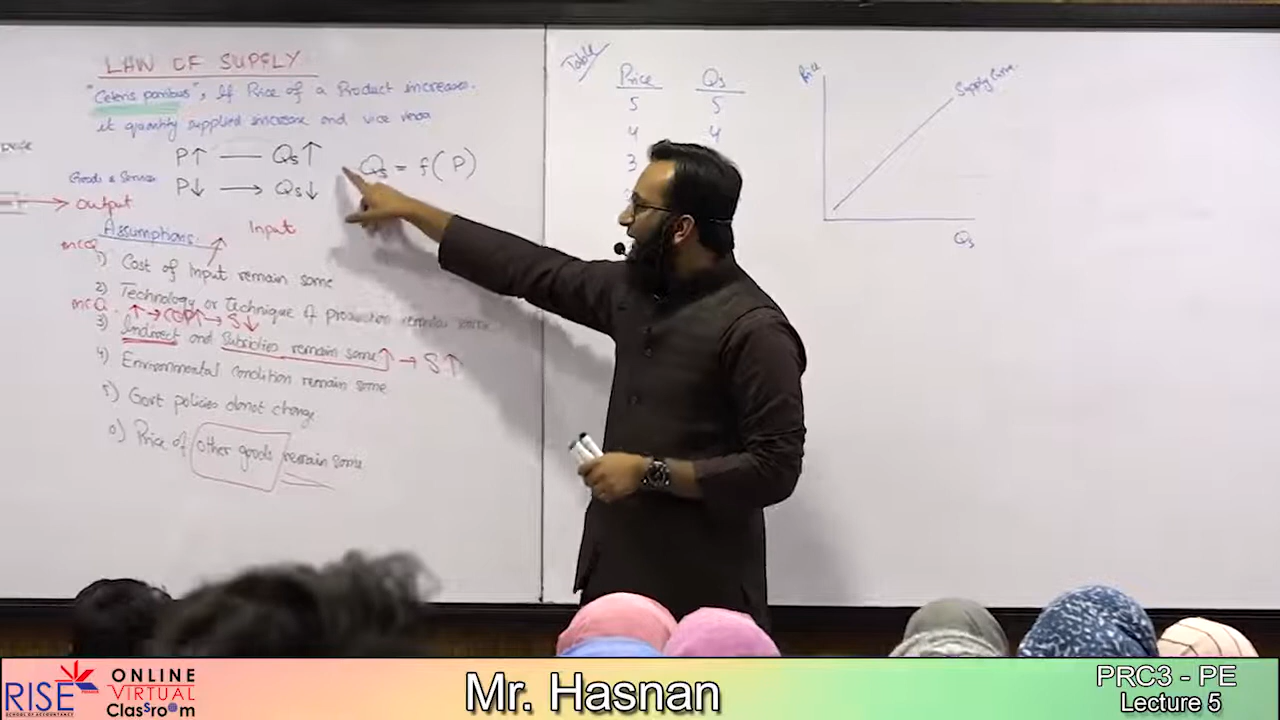 LAW OF SUPPLY
"Ceteris paribus", If Price of a Product increases.
it quantity supplied increase and vice versa
P↑ — Qs↑
Qs = f(P)
Goods & Services
P↓ → Qs↓
→ Output
Input
Assumptions.
MCQ
1) Cost of Input remain same
2) Technology or technique of production remains same
MCQ. ↑ → COP↑ → S↓
3) Indirect and Subsidies remain same ↑ → S↑
4) Environmental condition remain same
5) Govt policies donot change
6) Price of other goods remain same
Table
Price Qs
5 5
4 4
3
Price
Supply Curve
Qs
RISE
SCHOOL OF ACCOUNTANCY
ONLINE
VIRTUAL
Classroom
Mr. Hasnan
PRC3 - PE
Lecture 5